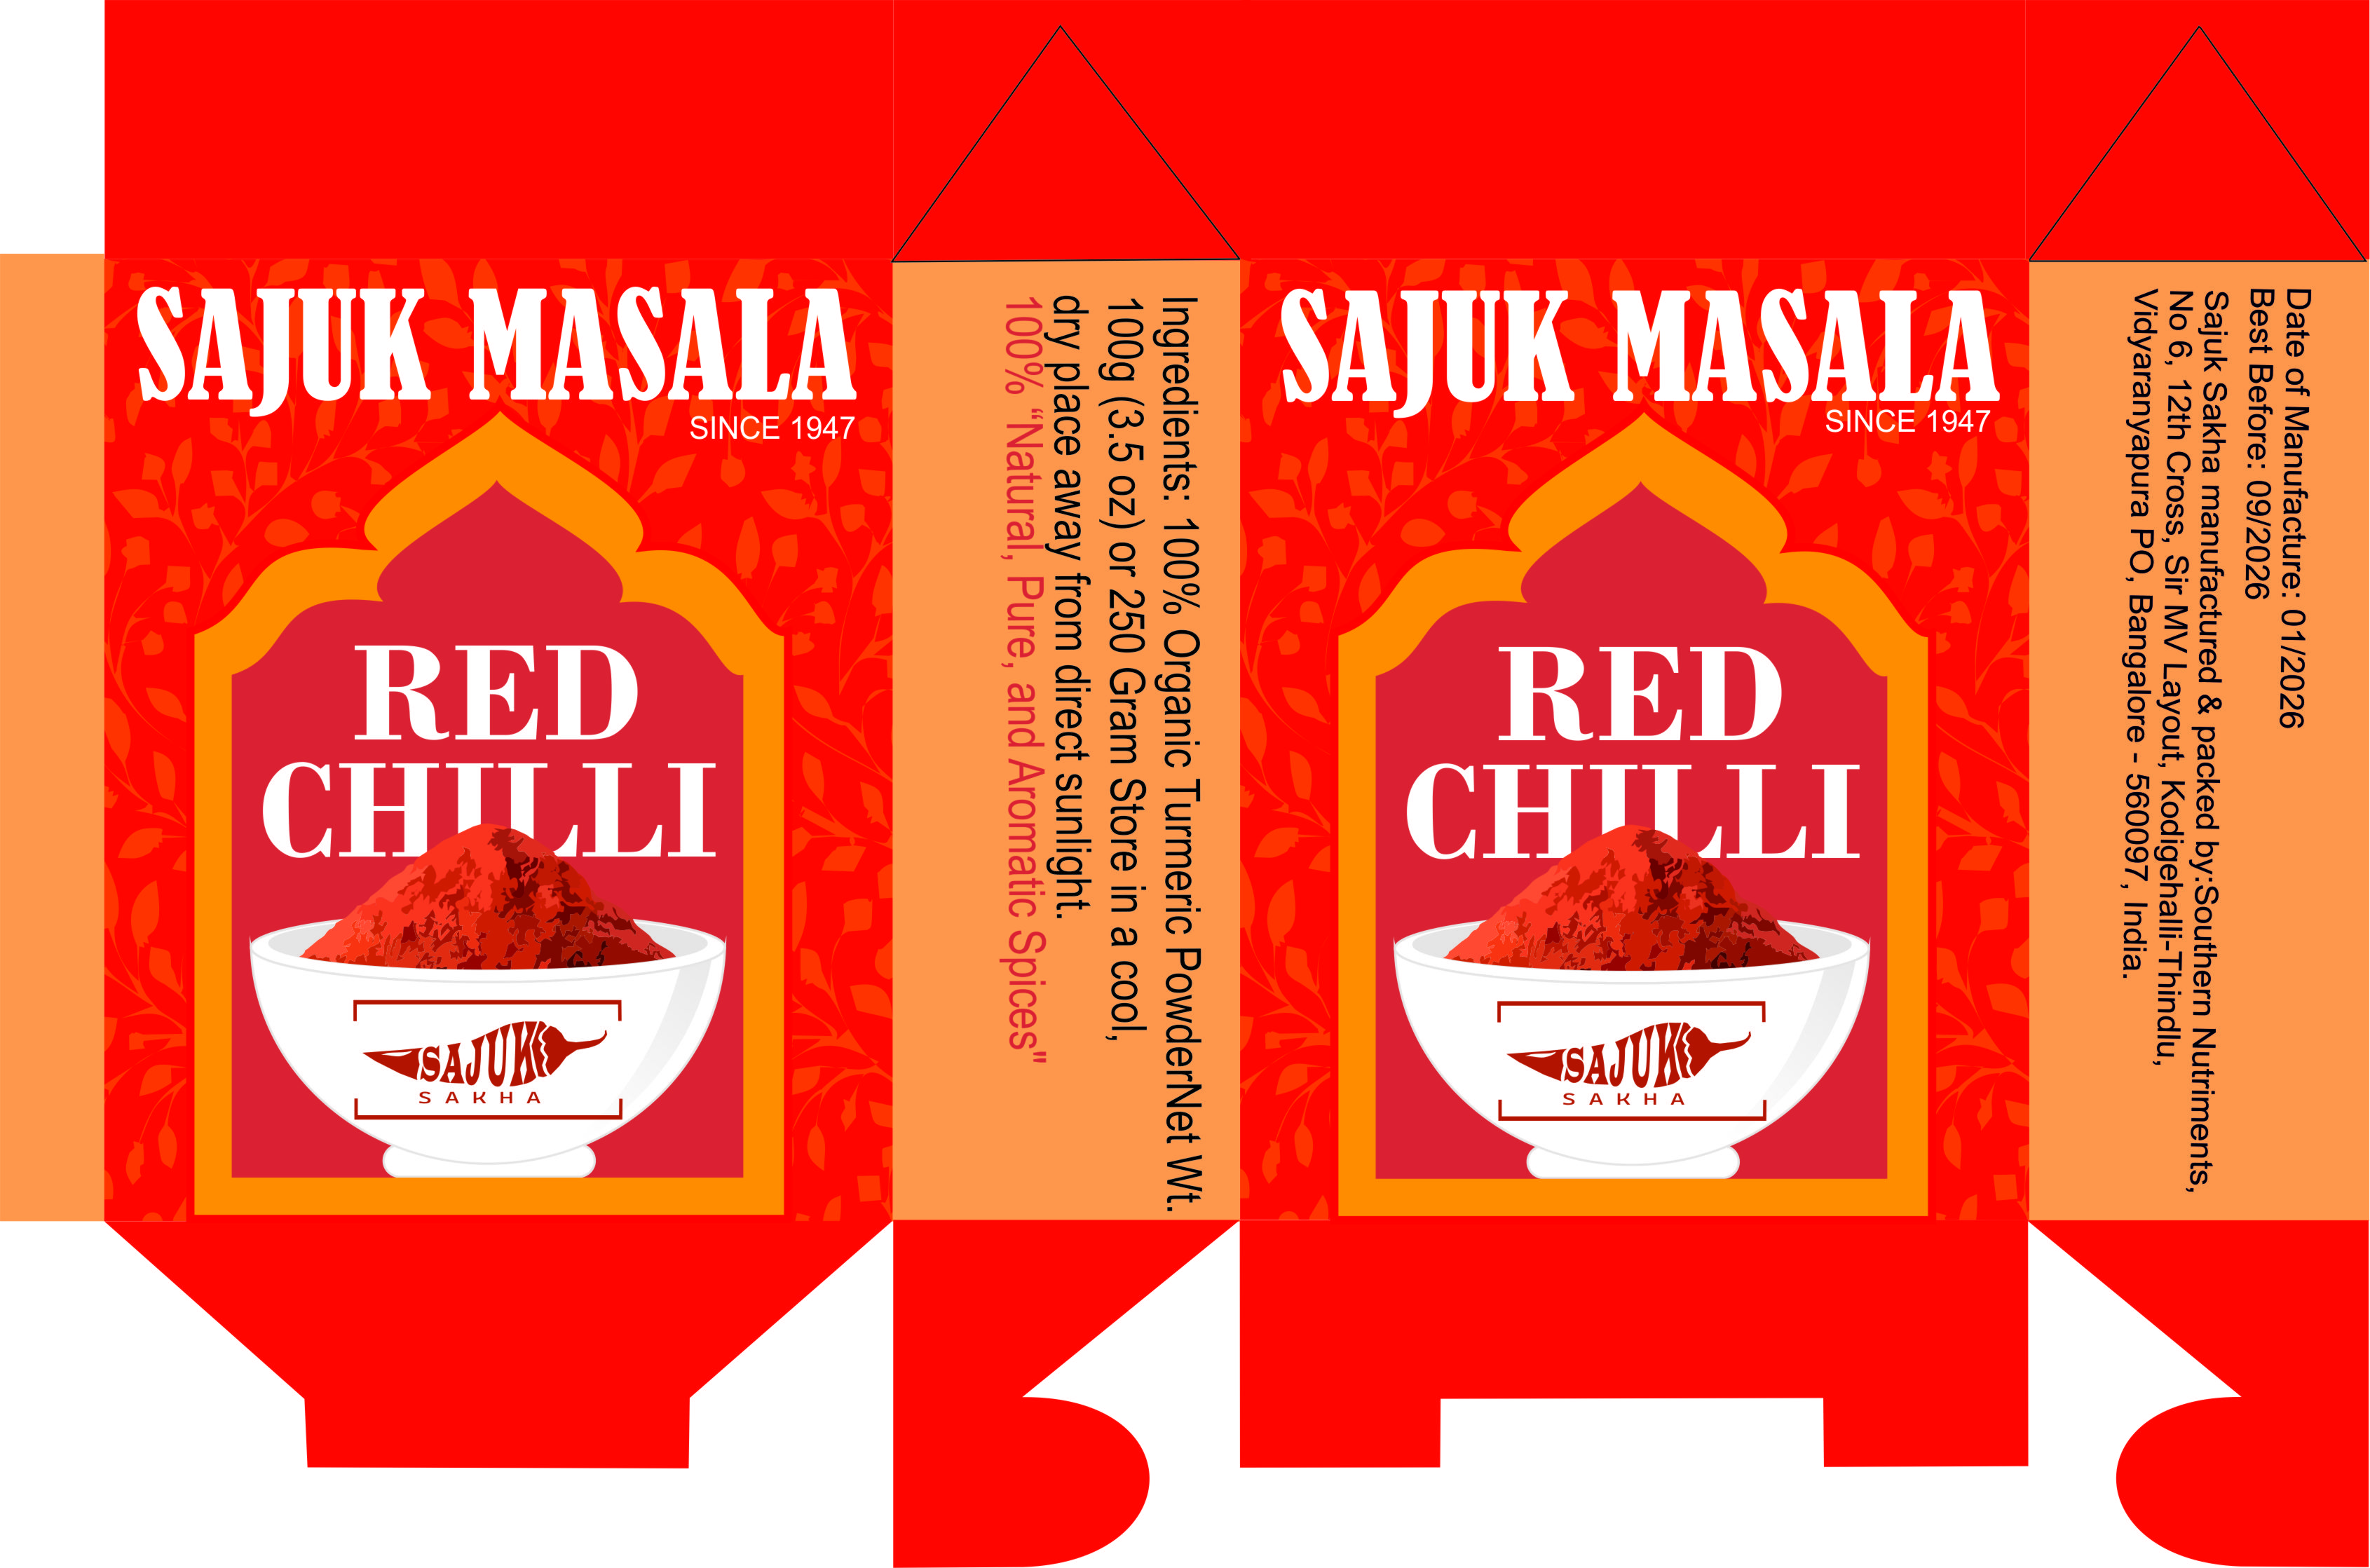 SAJUK MASALA
SINCE 1947
RED
CHILLI
SAJUK
SAKHA
Ingredients: 100% Organic Turmeric PowderNet Wt.
100g (3.5 oz) or 250 Gram Store in a cool,
dry place away from direct sunlight.
100% “Natural, Pure, and Aromatic Spices"
SAJUK MASALA
SINCE 1947
RED
CHILLI
SAJUK
SAKHA
Date of Manufacture: 01/2026
Best Before: 09/2026
Sajuk Sakha manufactured & packed by:Southern Nutriments,
No 6, 12th Cross, Sir MV Layout, Kodigehalli-Thindlu,
Vidyaranyapura PO, Bangalore - 560097, India.